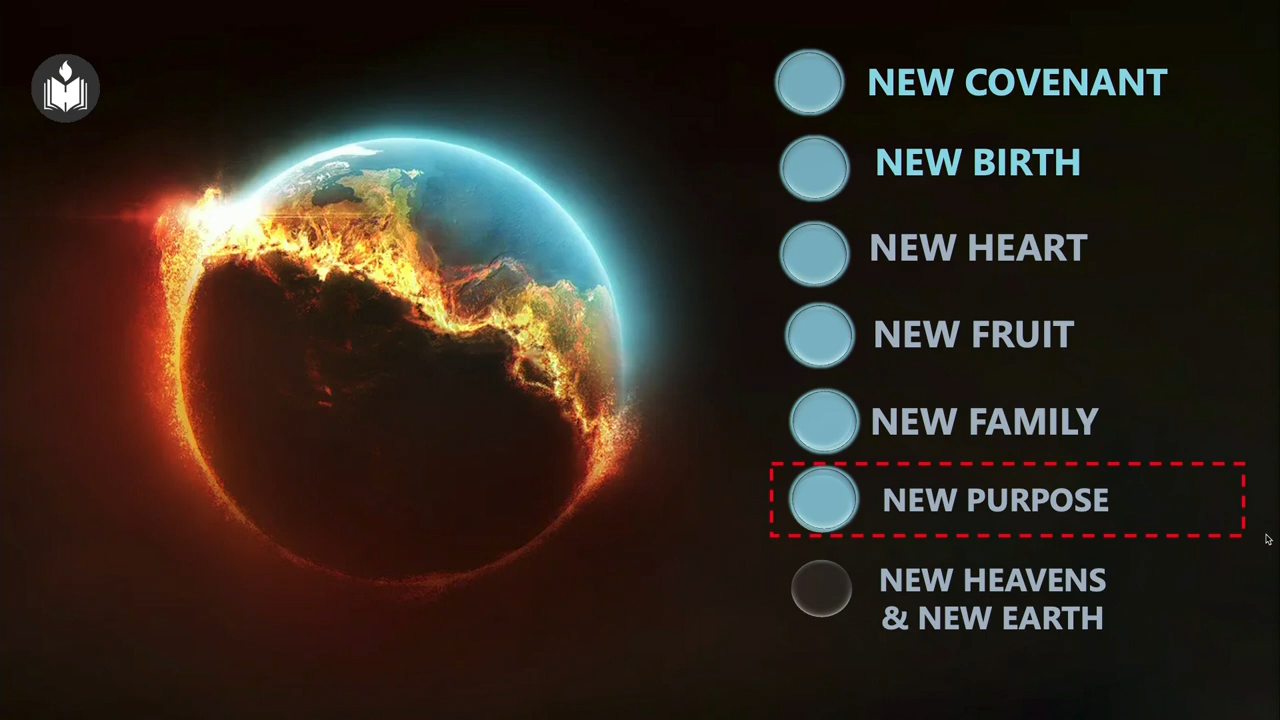 NEW COVENANT
NEW BIRTH
NEW HEART
NEW FRUIT
NEW FAMILY
NEW PURPOSE
NEW HEAVENS
& NEW EARTH